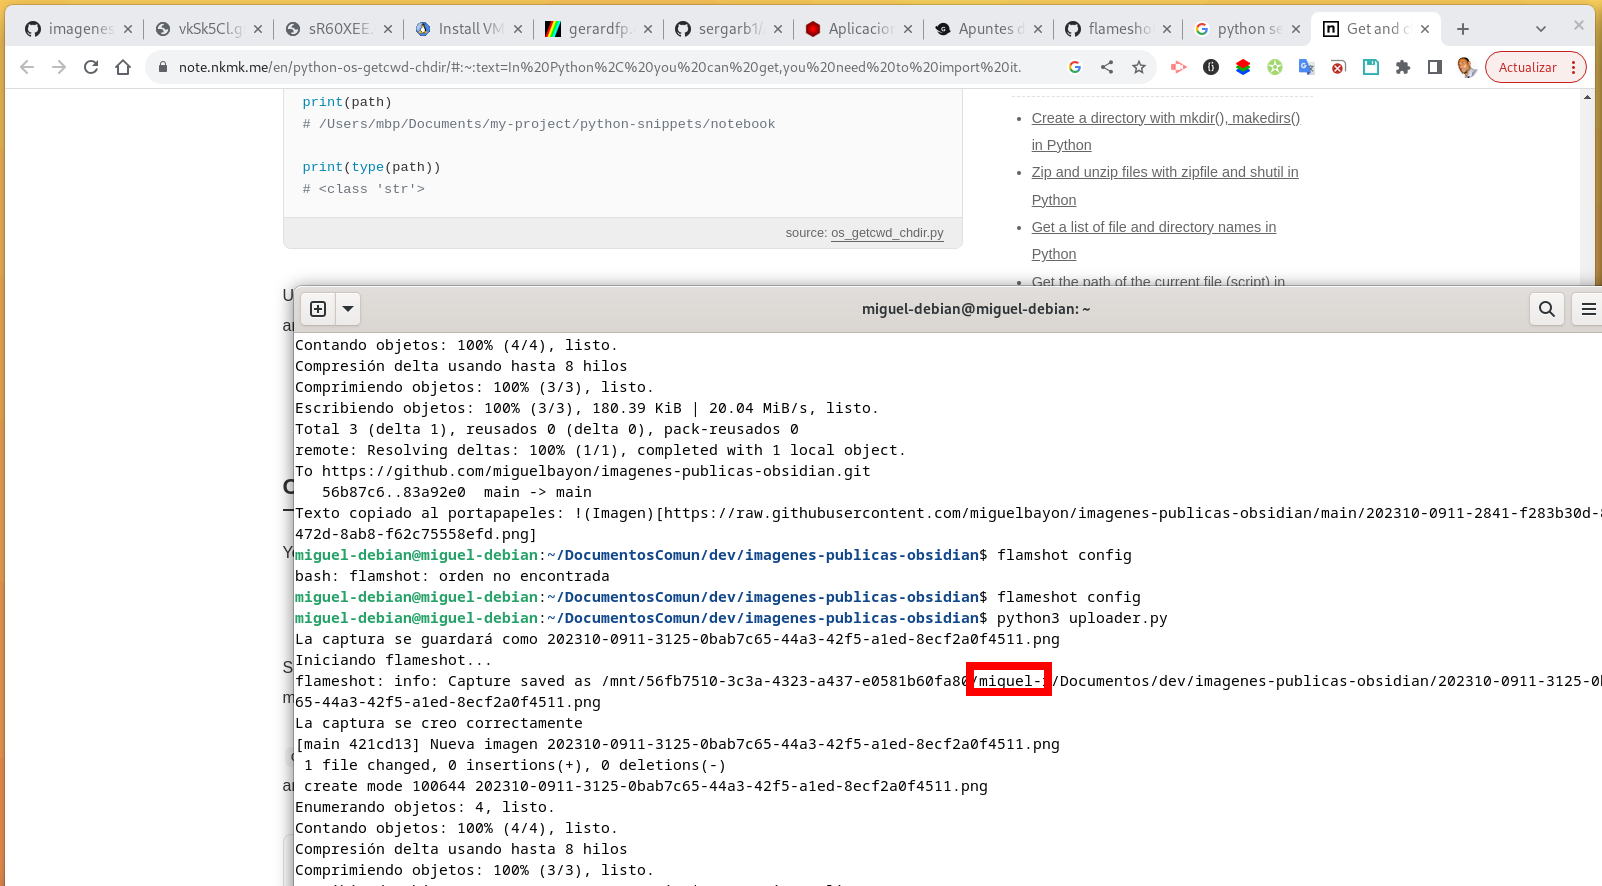 imagenes
vkSk5Cl.g
sR60XEE.
Install VM
gerardfp.c
sergarb1/
Aplicacion
Apuntes d
flamesho
python se
Get and c
note.nkmk.me/en/python-os-getcwd-chdir/#:~:text=In%20Python%2C%20you%20can%20get,you%20need%20to%20import%20it.
Actualizar
print(path)
# /Users/mbp/Documents/my-project/python-snippets/notebook
print(type(path))
# <class 'str'>
source: os_getcwd_chdir.py
Create a directory with mkdir(), makedirs()
in Python
Zip and unzip files with zipfile and shutil in
Python
Get a list of file and directory names in
Python
Get the path of the current file (script) in
miguel-debian@miguel-debian: ~
Contando objetos: 100% (4/4), listo.
Compresión delta usando hasta 8 hilos
Comprimiendo objetos: 100% (3/3), listo.
Escribiendo objetos: 100% (3/3), 180.39 KiB | 20.04 MiB/s, listo.
Total 3 (delta 1), reusados 0 (delta 0), pack-reusados 0
remote: Resolving deltas: 100% (1/1), completed with 1 local object.
To https://github.com/miguelbayon/imagenes-publicas-obsidian.git
56b87c6..83a92e0  main -> main
Texto copiado al portapapeles: !(Imagen)[https://raw.githubusercontent.com/miguelbayon/imagenes-publicas-obsidian/main/202310-0911-2841-f283b30d-
472d-8ab8-f62c75558efd.png]
miguel-debian@miguel-debian:~/DocumentosComun/dev/imagenes-publicas-obsidian$ flamshot config
bash: flamshot: orden no encontrada
miguel-debian@miguel-debian:~/DocumentosComun/dev/imagenes-publicas-obsidian$ flameshot config
miguel-debian@miguel-debian:~/DocumentosComun/dev/imagenes-publicas-obsidian$ python3 uploader.py
La captura se guardará como 202310-0911-3125-0bab7c65-44a3-42f5-a1ed-8ecf2a0f4511.png
Iniciando flameshot...
flameshot: info: Capture saved as /mnt/56fb7510-3c3a-4323-a437-e0581b60fa80/miguel-/Documentos/dev/imagenes-publicas-obsidian/202310-0911-3125-0b
65-44a3-42f5-a1ed-8ecf2a0f4511.png
La captura se creo correctamente
[main 421cd13] Nueva imagen 202310-0911-3125-0bab7c65-44a3-42f5-a1ed-8ecf2a0f4511.png
1 file changed, 0 insertions(+), 0 deletions(-)
create mode 100644 202310-0911-3125-0bab7c65-44a3-42f5-a1ed-8ecf2a0f4511.png
Enumerando objetos: 4, listo.
Contando objetos: 100% (4/4), listo.
Compresión delta usando hasta 8 hilos
Comprimiendo objetos: 100% (3/3), listo.